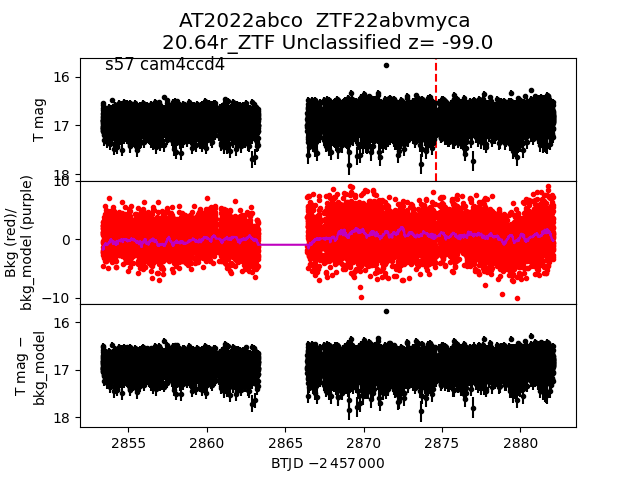 AT2022abco  ZTF22abvmyca
20.64r_ZTF Unclassified z= -99.0
s57 cam4ccd4
16
17
18
T mag
10
0
−10
Bkg (red)/
bkg_model (purple)
16
17
18
T mag −
bkg_model
2855 2860 2865 2870 2875 2880
BTJD −2 457 000